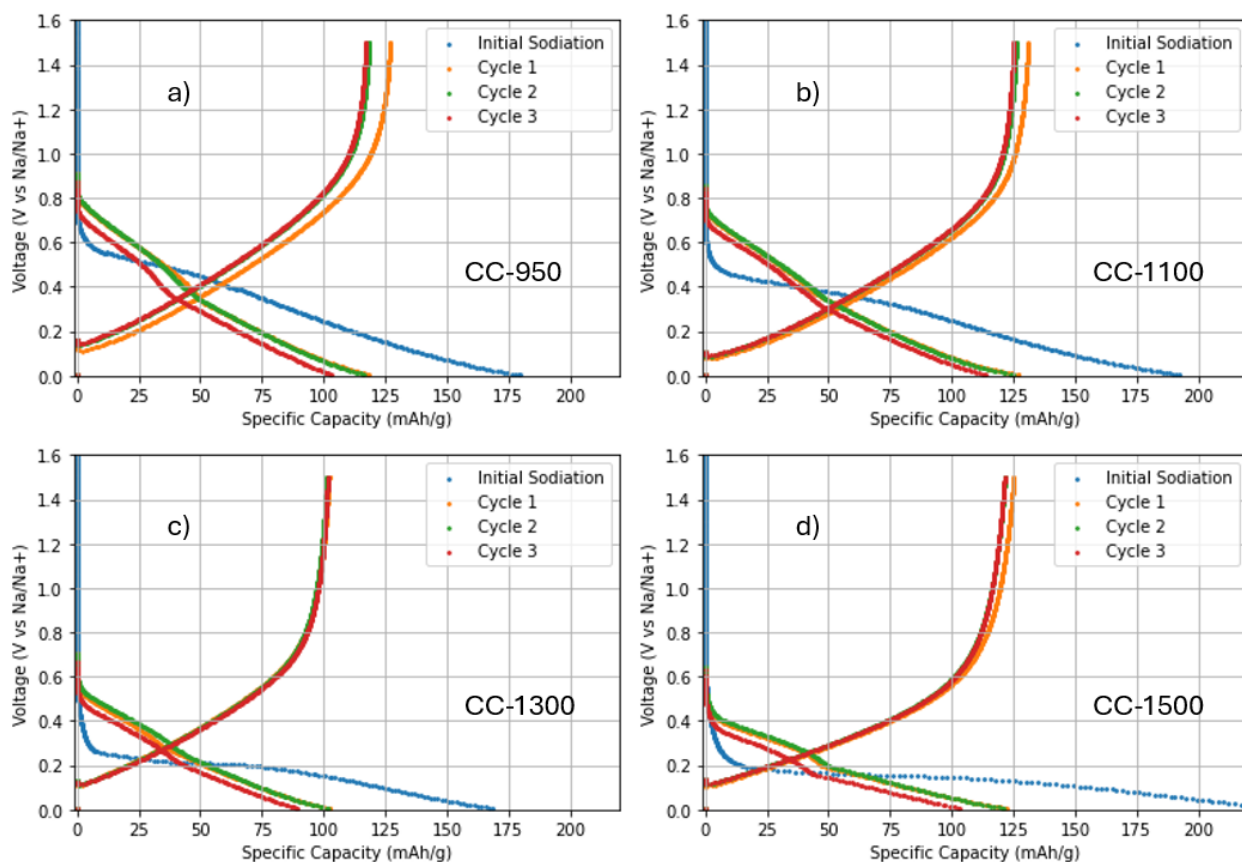 1.6
1.4
1.2
1.0
0.8
0.6
0.4
0.2
0.0
Voltage (V vs Na/Na+)
a)
Initial Sodiation
Cycle 1
Cycle 2
Cycle 3
CC-950
0 25 50 75 100 125 150 175 200
Specific Capacity (mAh/g)
1.6
1.4
1.2
1.0
0.8
0.6
0.4
0.2
0.0
Voltage (V vs Na/Na+)
b)
Initial Sodiation
Cycle 1
Cycle 2
Cycle 3
CC-1100
0 25 50 75 100 125 150 175 200
Specific Capacity (mAh/g)
1.6
1.4
1.2
1.0
0.8
0.6
0.4
0.2
0.0
Voltage (V vs Na/Na+)
c)
Initial Sodiation
Cycle 1
Cycle 2
Cycle 3
CC-1300
0 25 50 75 100 125 150 175 200
Specific Capacity (mAh/g)
1.6
1.4
1.2
1.0
0.8
0.6
0.4
0.2
0.0
Voltage (V vs Na/Na+)
d)
Initial Sodiation
Cycle 1
Cycle 2
Cycle 3
CC-1500
0 25 50 75 100 125 150 175 200
Specific Capacity (mAh/g)